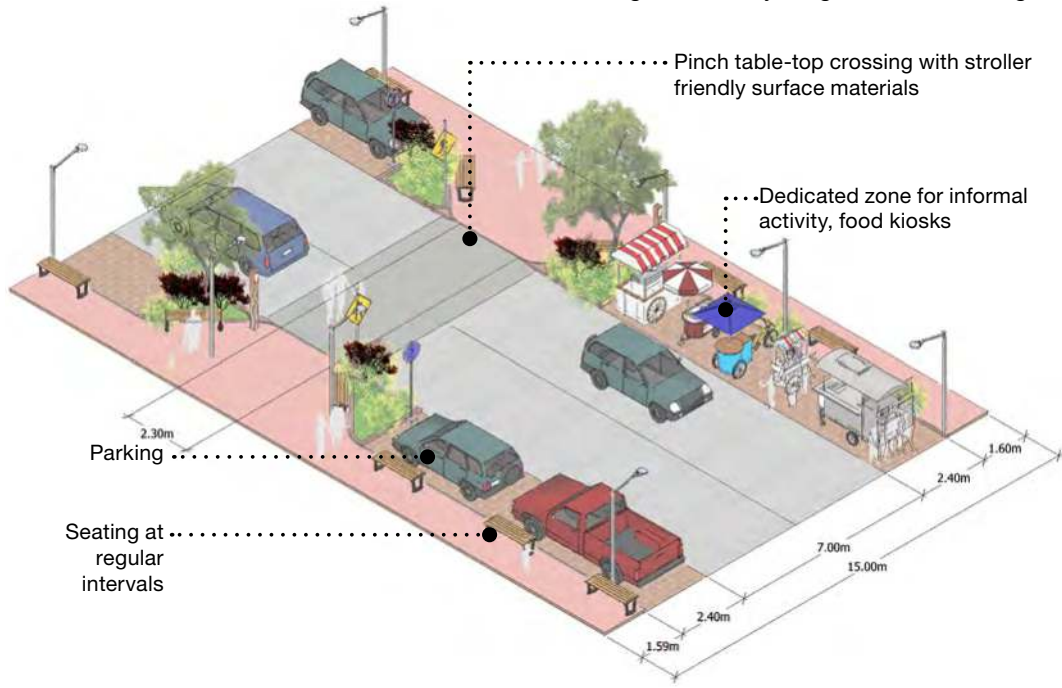 Pinch table-top crossing with stroller
friendly surface materials
Dedicated zone for informal
activity, food kiosks
2.30m
Parking
Seating at
regular
intervals
1.60m
2.40m
7.00m
15.00m
2.40m
1.59m